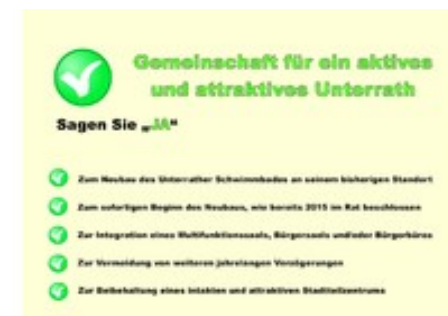 Gemeinschaft für ein aktives
und attraktives Unterrath
Sagen Sie „JA“
Zum Neubau des Unterrather Schwimmbades an seinem bisherigen Standort
Zum sofortigen Beginn des Neubaus, wie bereits 2015 im Rat beschlossen
Zur Integration eines Multifunktionssaals, Bürgersaals und/oder Bürgerbüros
Zur Vermeidung von weiteren jahrelangen Verzögerungen
Zur Beibehaltung eines intakten und attraktiven Stadtteilzentrums